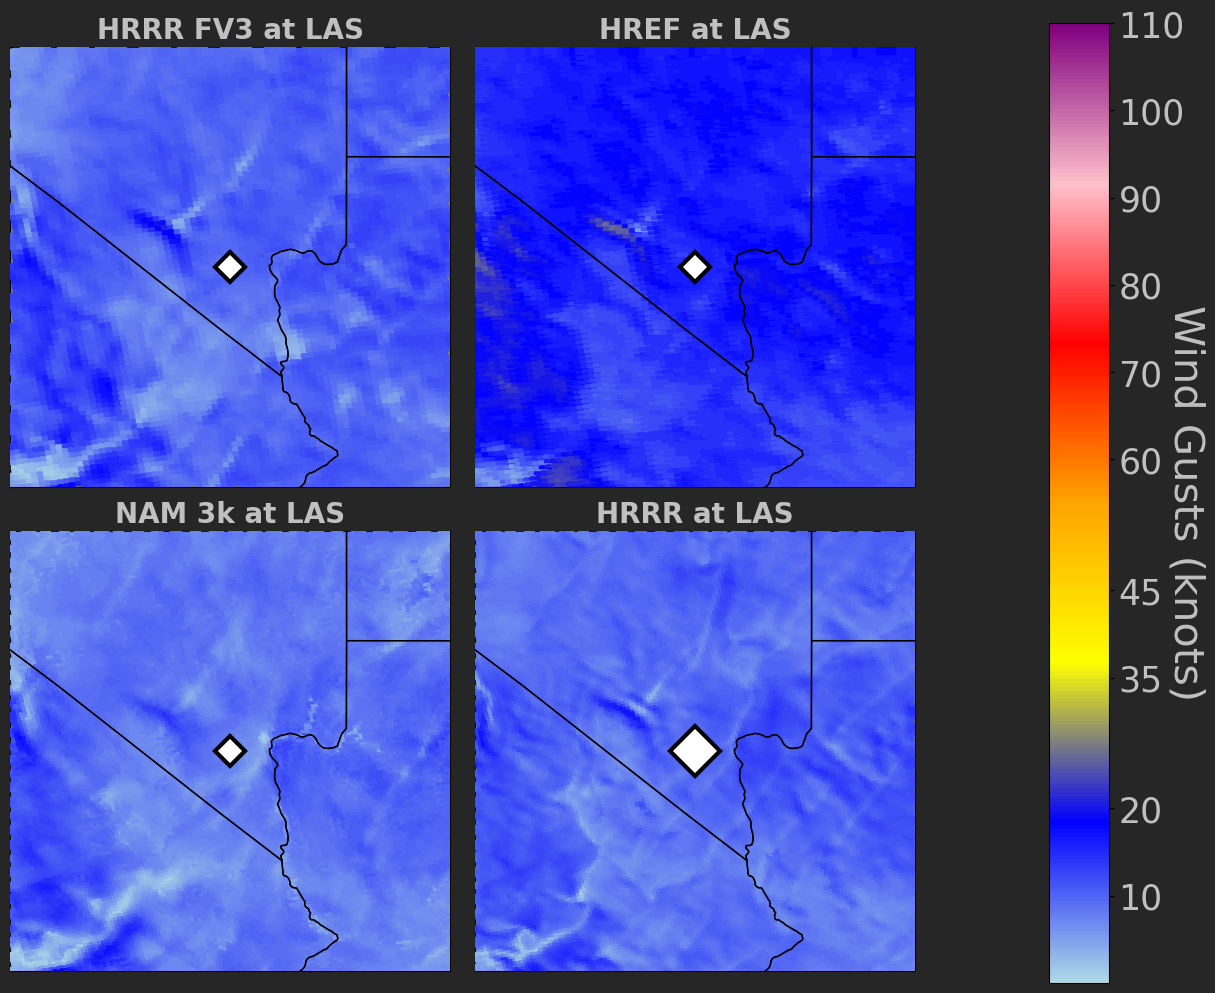 HRRR FV3 at LAS
HREF at LAS
NAM 3k at LAS
HRRR at LAS
110
100
90
80
70
60
45
35
20
10
Wind Gusts (knots)